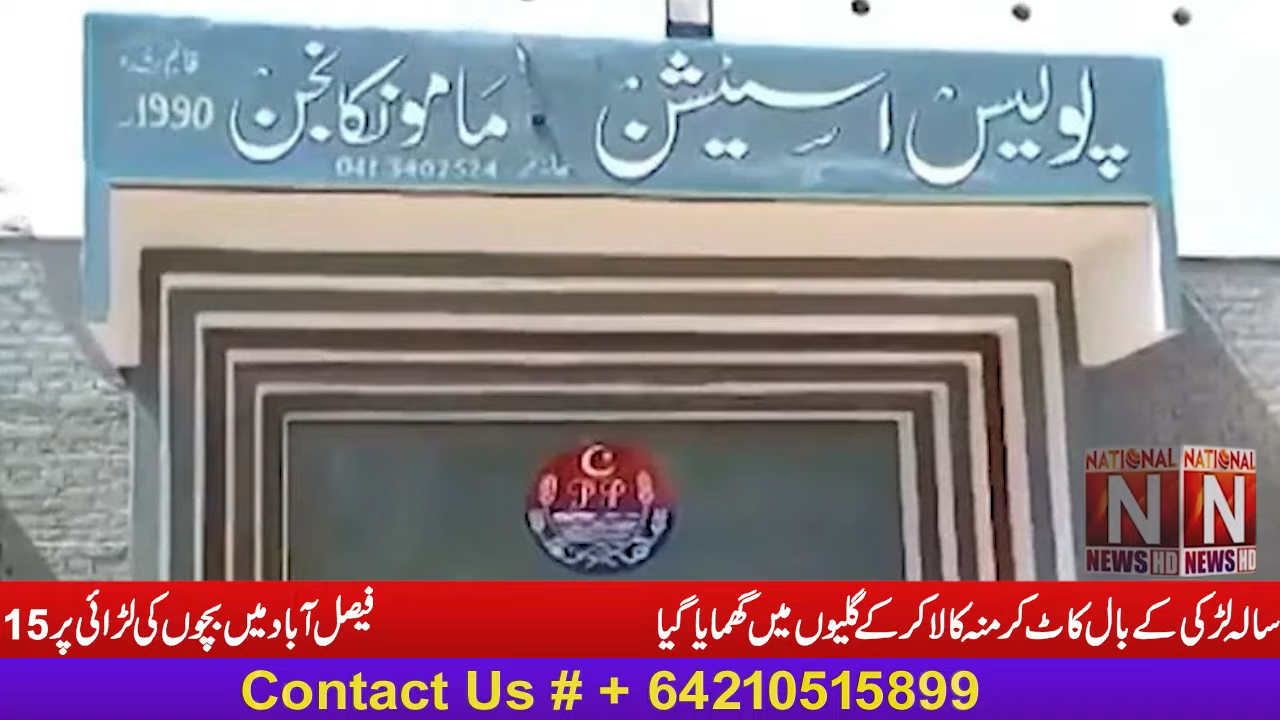 پولیس اسٹیشن ماموں کانجن
قائم شدہ
1990ء
041-3402524
PP
NATIONAL NATIONAL
N N
NEWS HD NEWS HD
فیصل آباد میں بچوں کی لڑائی پر 15
سالہ لڑکی کے بال کاٹ کر منہ کالا کر کے گلیوں میں گھمایا گیا
Contact Us # + 64210515899